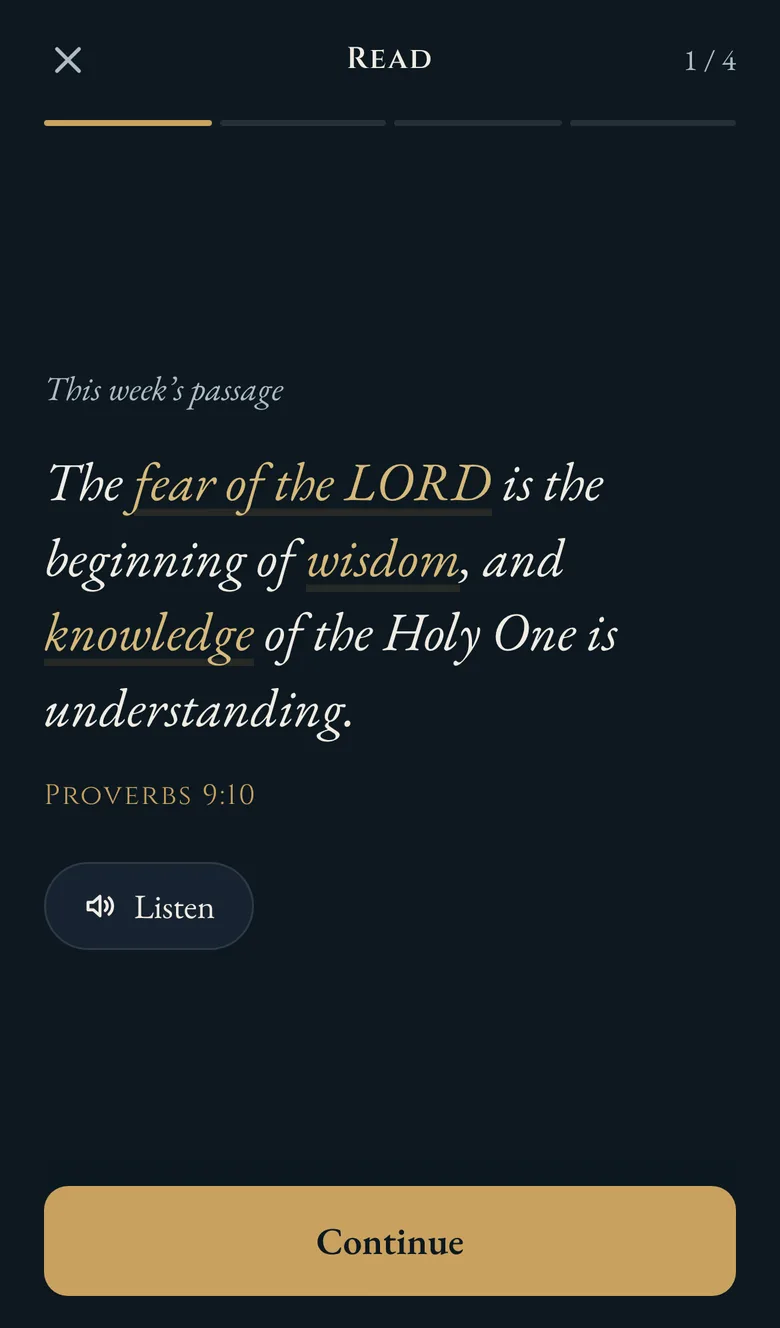 READ
1 / 4
This week’s passage
The fear of the LORD is the
beginning of wisdom, and
knowledge of the Holy One is
understanding.
PROVERBS 9:10
Listen
Continue